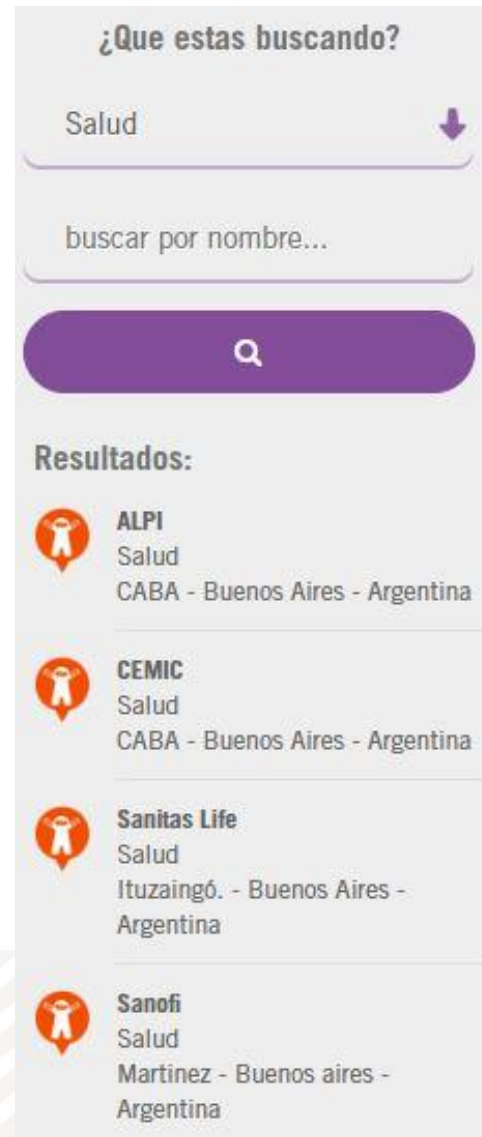 ¿Que estas buscando?
Salud
buscar por nombre...
Resultados:
ALPI
Salud
CABA - Buenos Aires - Argentina
CEMIC
Salud
CABA - Buenos Aires - Argentina
Sanitas Life
Salud
Ituzaingó. - Buenos Aires -
Argentina
Sanofi
Salud
Martinez - Buenos aires -
Argentina